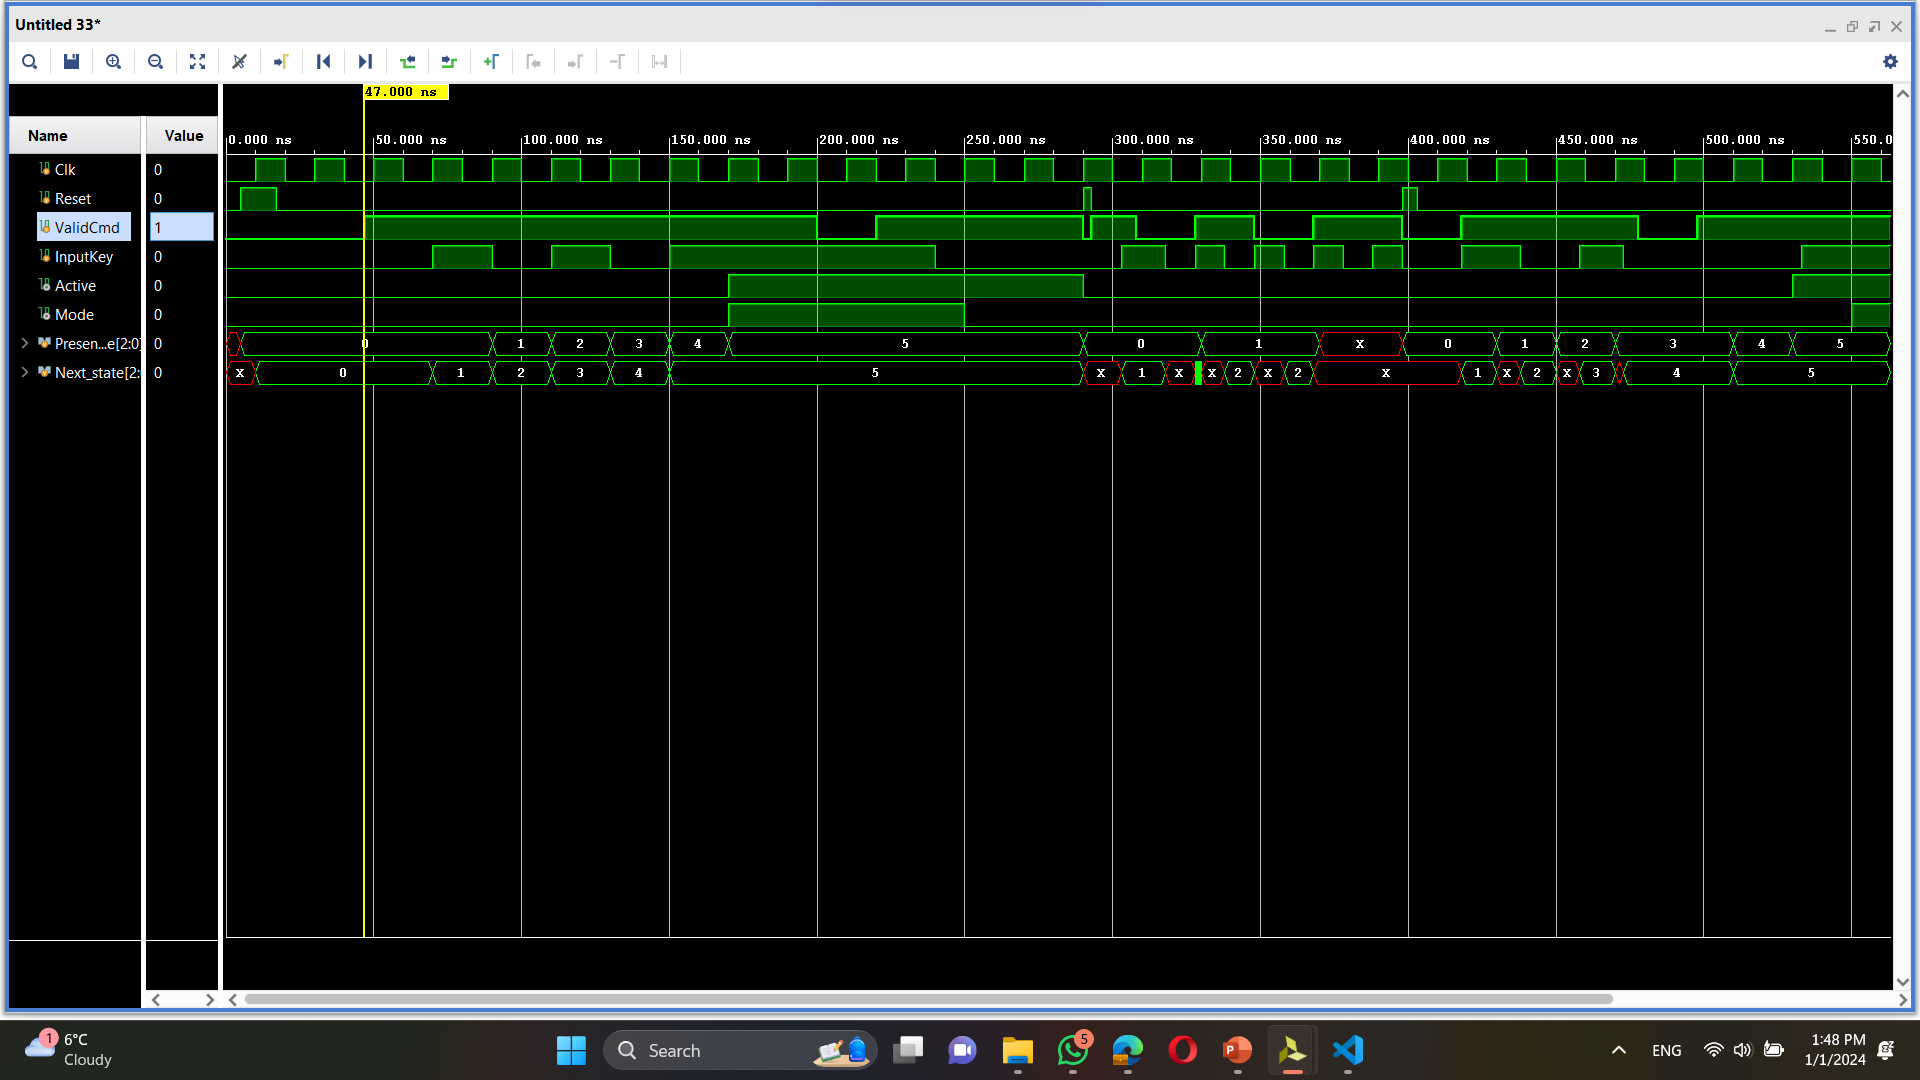 Untitled 33*
47.000 ns
Name Value
0.000 ns 50.000 ns 100.000 ns 150.000 ns 200.000 ns 250.000 ns 300.000 ns 350.000 ns 400.000 ns 450.000 ns 500.000 ns 550.0
Clk 0
Reset 0
ValidCmd 1
InputKey 0
Active 0
Mode 0
Presen...e[2:0] 0 0 1 2 3 4 5 0 1 X 0 1 2 3 4 5
Next_state[2: 0 X 0 1 2 3 4 5 X 1 X X 2 X 2 X 1 X 2 X 3 4 5
1 6°C
Cloudy
Search
5
ENG
1:48 PM
1/1/2024